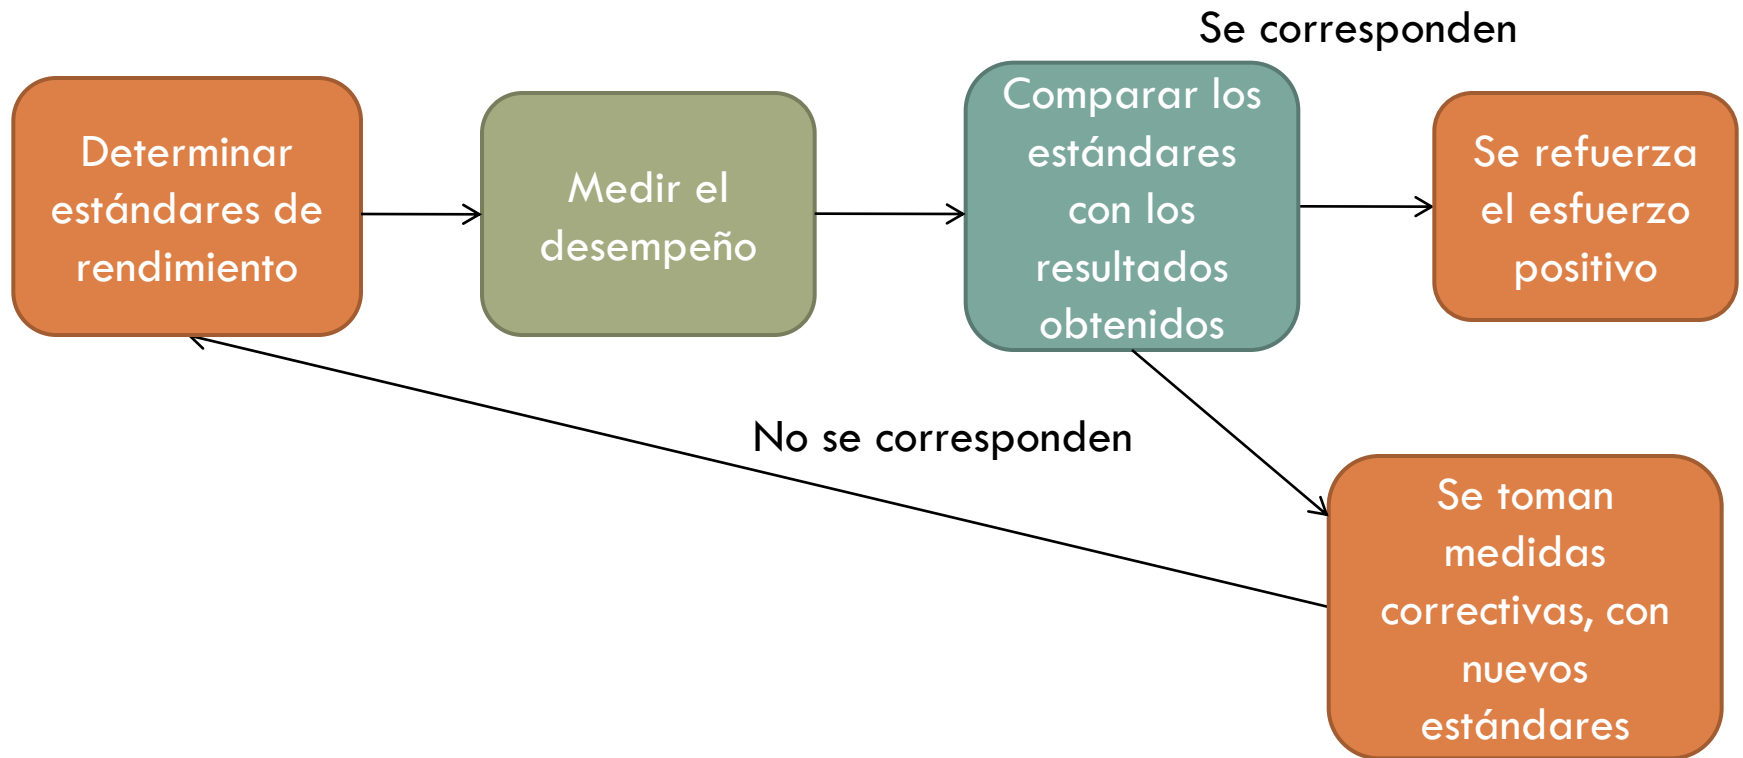 Se corresponden
Determinar
estándares de
rendimiento
Medir el
desempeño
Comparar los
estándares
con los
resultados
obtenidos
Se refuerza
el esfuerzo
positivo
No se corresponden
Se toman
medidas
correctivas, con
nuevos
estándares